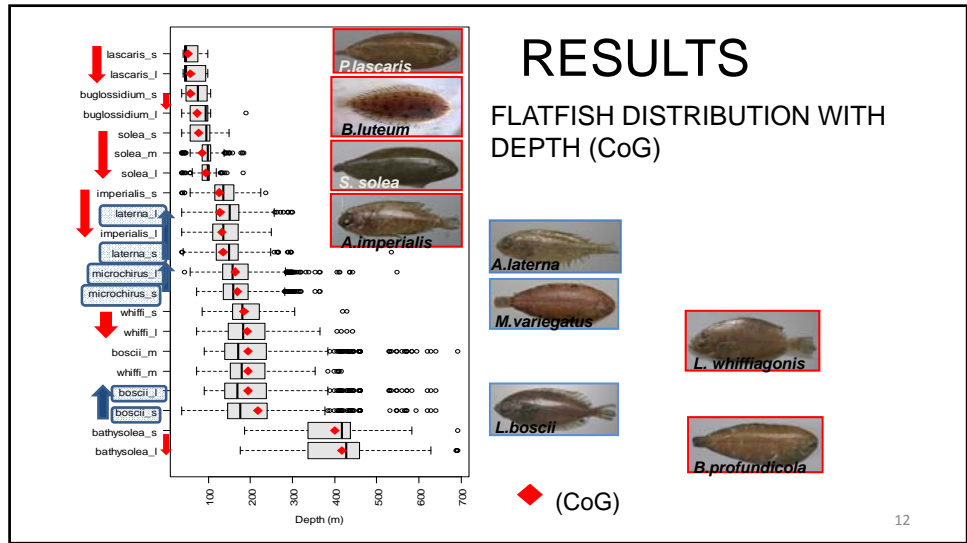 RESULTS
FLATFISH DISTRIBUTION WITH
DEPTH (CoG)
lascaris_s
lascaris_l
buglossidium_s
buglossidium_l
solea_s
solea_m
solea_l
imperialis_s
laterna_l
imperialis_l
laterna_s
microchirus_l
microchirus_s
whiffi_s
whiffi_l
boscii_m
whiffi_m
boscii_l
boscii_s
bathysolea_s
bathysolea_l
100 200 300 400 500 600 700
Depth (m)
P.lascaris
B.luteum
S. solea
A.imperialis
A.laterna
M.variegatus
L. whiffiagonis
L.boscii
B.profundicola
(CoG)
12